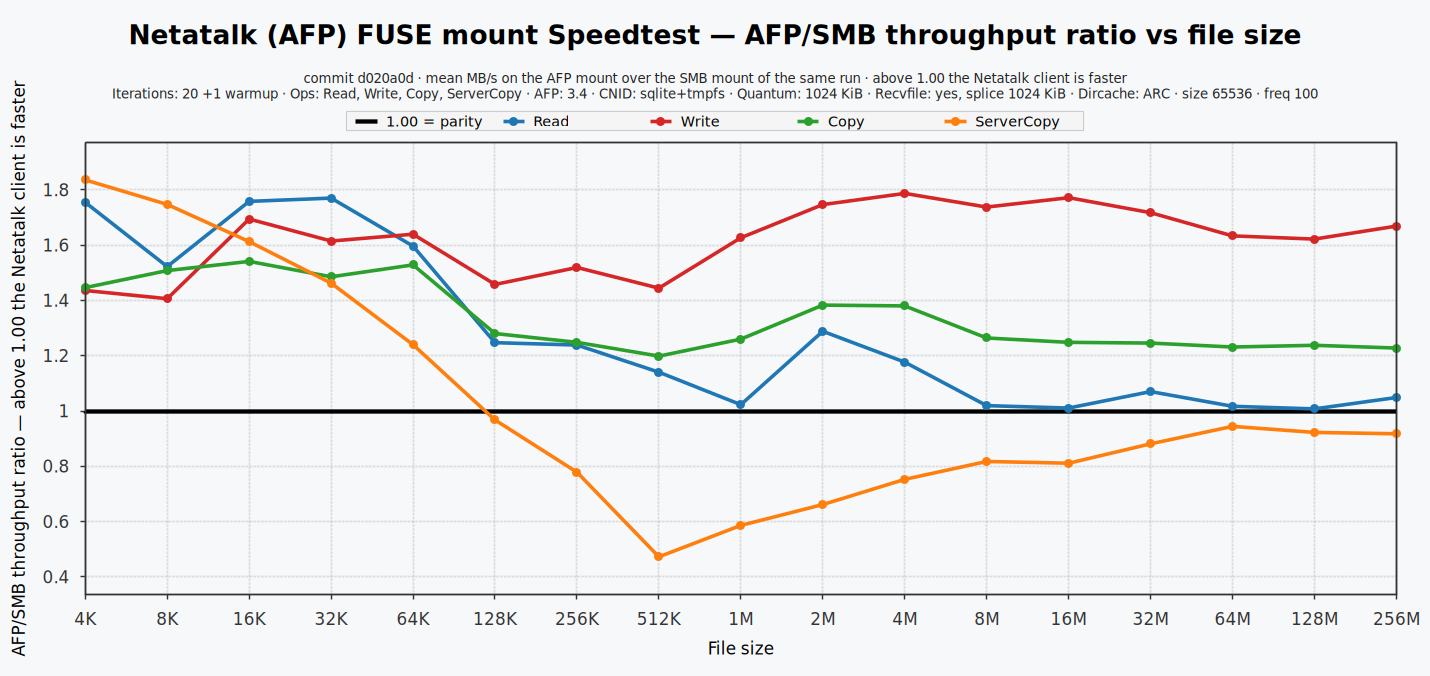 Netatalk (AFP) FUSE mount Speedtest — AFP/SMB throughput ratio vs file size
commit d020a0d · mean MB/s on the AFP mount over the SMB mount of the same run · above 1.00 the Netatalk client is faster
Iterations: 20 +1 warmup · Ops: Read, Write, Copy, ServerCopy · AFP: 3.4 · CNID: sqlite+tmpfs · Quantum: 1024 KiB · Recvfile: yes, splice 1024 KiB · Dircache: ARC · size 65536 · freq 100
1.00 = parity Read Write Copy ServerCopy
AFP/SMB throughput ratio — above 1.00 the Netatalk client is faster
1.8
1.6
1.4
1.2
1
0.8
0.6
0.4
4K 8K 16K 32K 64K 128K 256K 512K 1M 2M 4M 8M 16M 32M 64M 128M 256M
File size